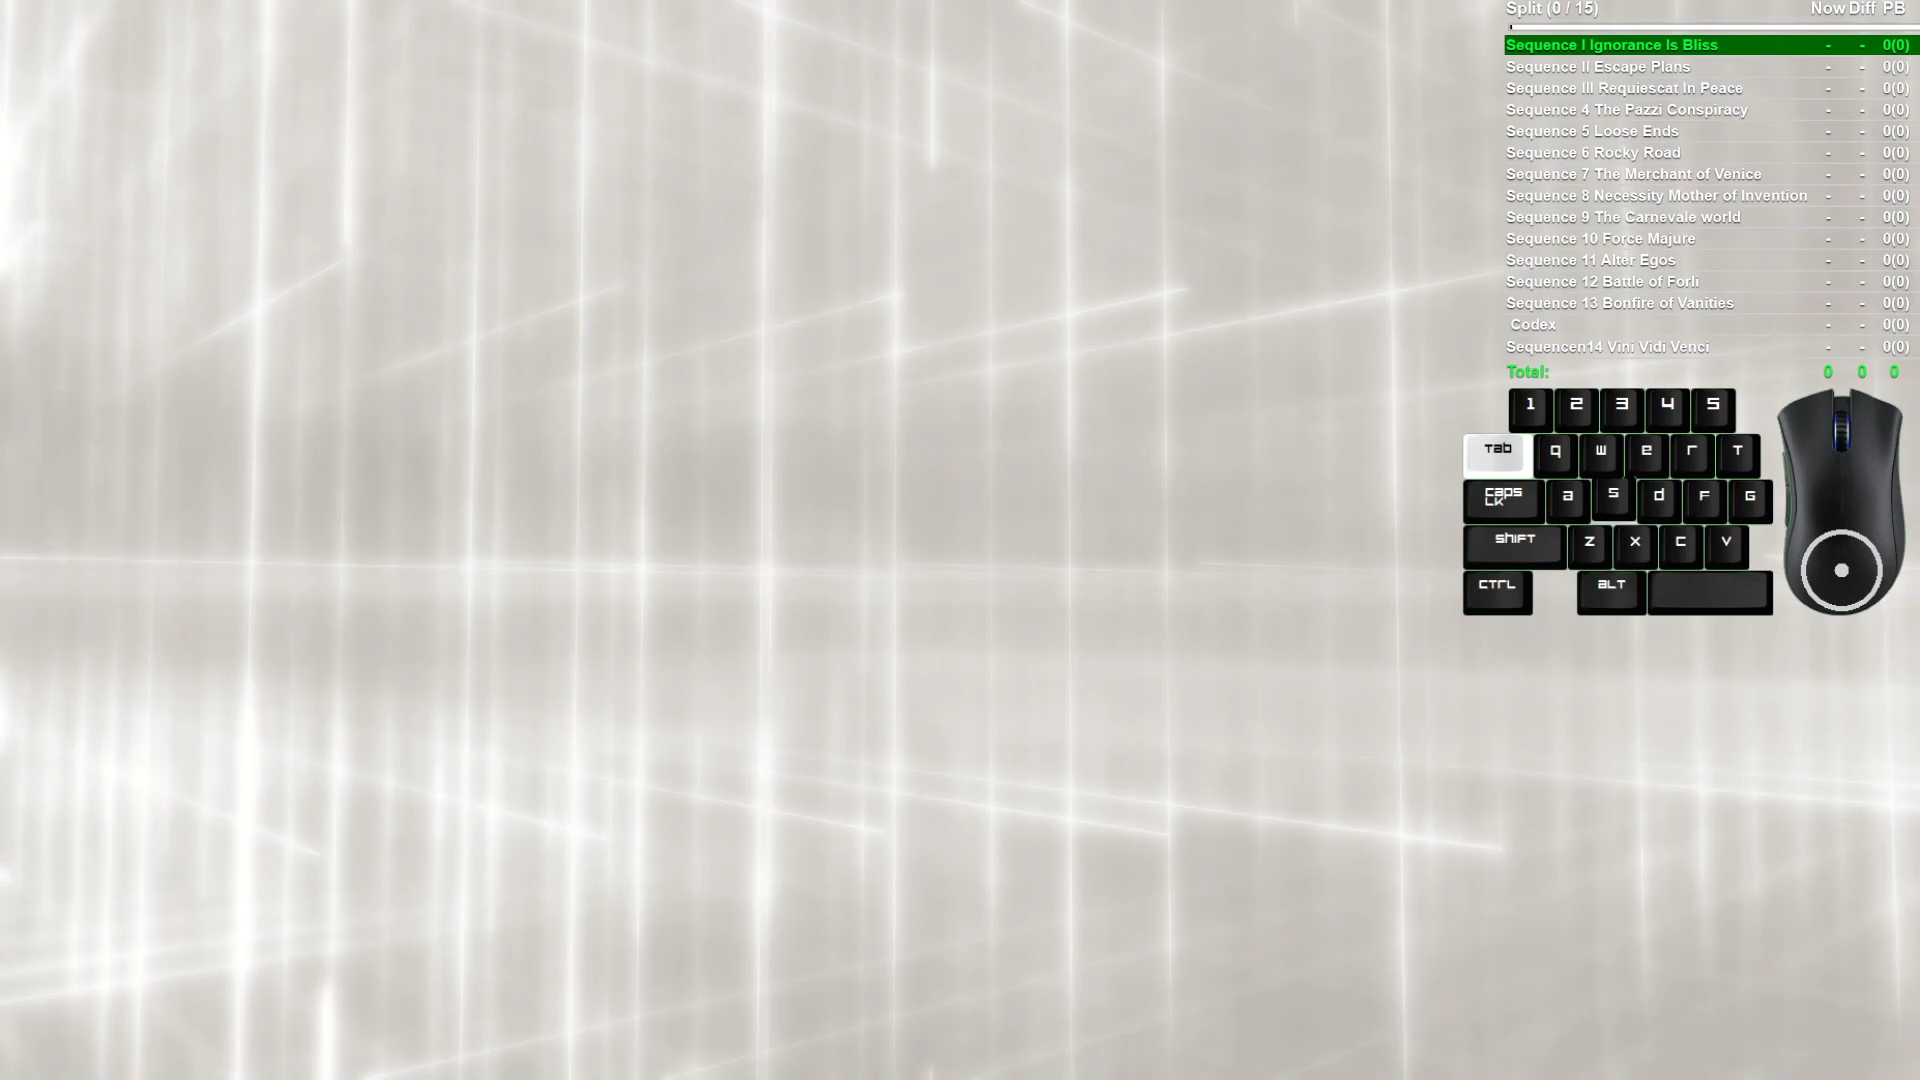 Split (0 / 15) Now Diff PB
Sequence I Ignorance Is Bliss - - 0(0)
Sequence II Escape Plans - - 0(0)
Sequence III Requiescat In Peace - - 0(0)
Sequence 4 The Pazzi Conspiracy - - 0(0)
Sequence 5 Loose Ends - - 0(0)
Sequence 6 Rocky Road - - 0(0)
Sequence 7 The Merchant of Venice - - 0(0)
Sequence 8 Necessity Mother of Invention - - 0(0)
Sequence 9 The Carnevale world - - 0(0)
Sequence 10 Force Majure - - 0(0)
Sequence 11 Alter Egos - - 0(0)
Sequence 12 Battle of Forli - - 0(0)
Sequence 13 Bonfire of Vanities - - 0(0)
Codex - - 0(0)
Sequencen14 Vini Vidi Venci - - 0(0)
Total: 0 0 0
1 2 3 4 5
Tab q w e r T
caps LK a s d F G
shift z x c v
CTRL aLT